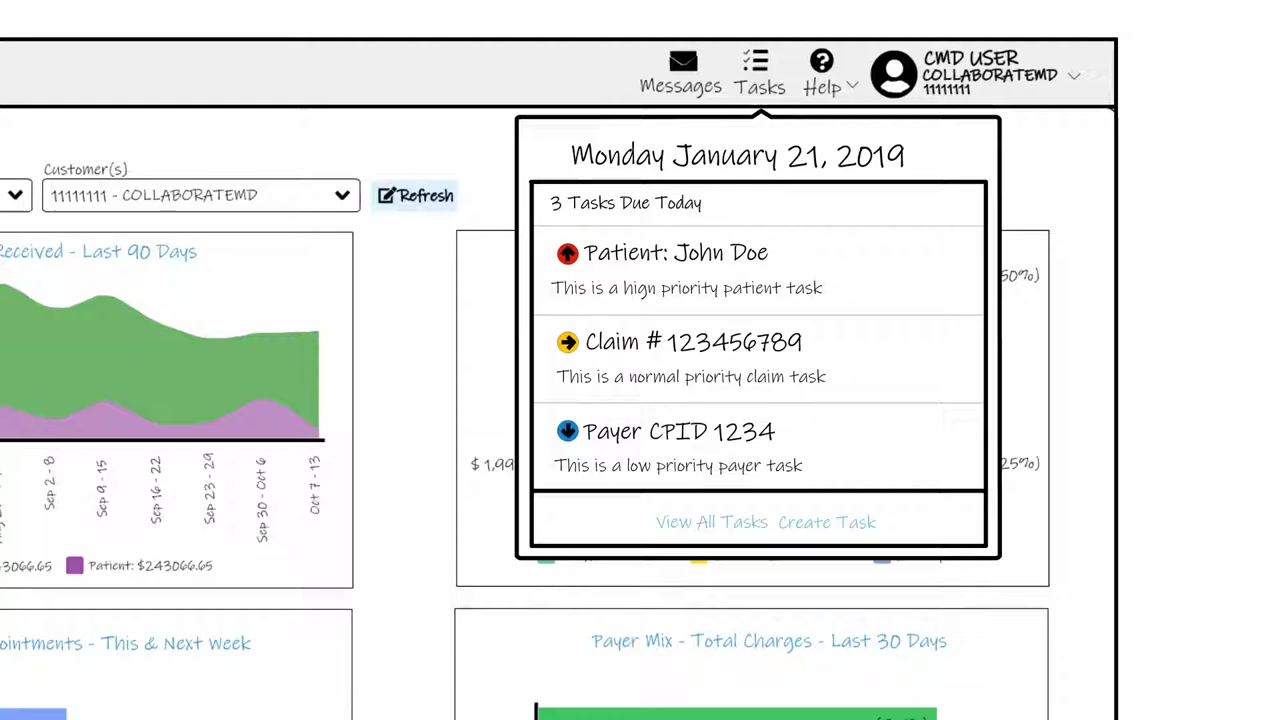 Messages
Tasks
Help
CMD USER
COLLABORATEMD
11111111
Customer(s)
11111111 - COLLABORATEMD
Refresh
Monday January 21, 2019
3 Tasks Due Today
Patient: John Doe
This is a hign priority patient task
Claim # 123456789
This is a normal priority claim task
Payer CPID 1234
This is a low priority payer task
View All Tasks Create Task
Received - Last 90 Days
Sep 2 - 8
Sep 9 - 15
Sep 16 - 22
Sep 23 - 29
Sep 30 - Oct 6
Oct 7 - 13
43066.65
Patient: $243066.65
50%)
$ 1,99
25%)
ointments - This & Next Week
Payer Mix - Total Charges - Last 30 Days